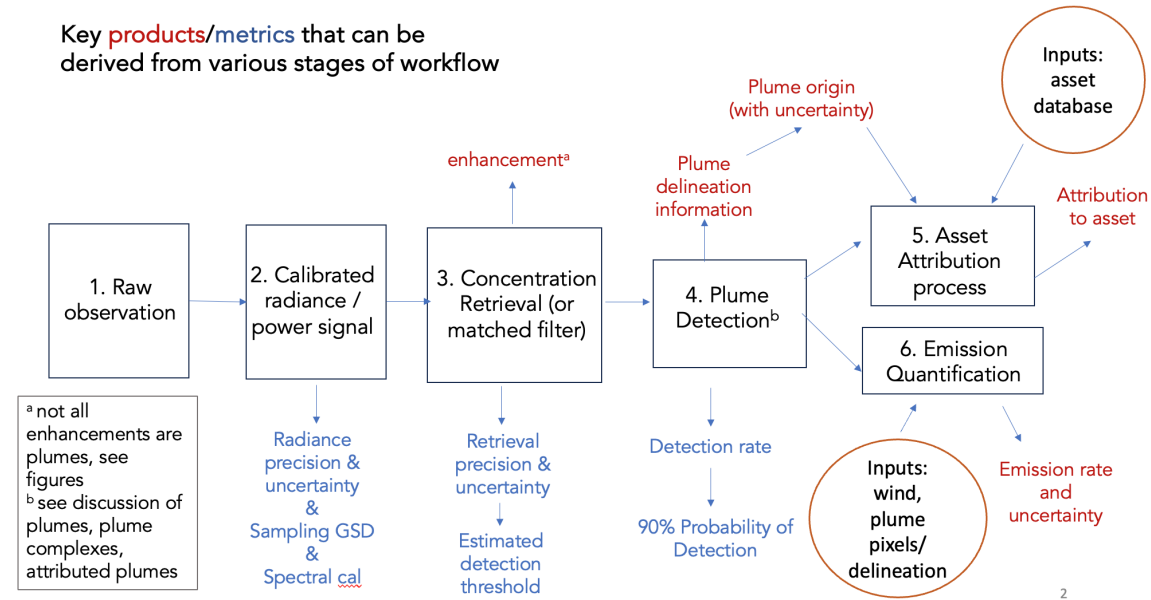 Key products/metrics that can be
derived from various stages of workflow
Inputs:
asset
database
Plume origin
(with uncertainty)
enhancementᵃ
Plume
delineation
information
Attribution
to asset
1. Raw
observation
2. Calibrated
radiance /
power signal
3. Concentration
Retrieval (or
matched filter)
4. Plume
Detectionᵇ
5. Asset
Attribution
process
6. Emission
Quantification
ᵃ not all
enhancements are
plumes, see
figures
ᵇ see discussion of
plumes, plume
complexes,
attributed plumes
Radiance
precision &
uncertainty
&
Sampling GSD
&
Spectral cal
Retrieval
precision &
uncertainty
Estimated
detection
threshold
Detection rate
90% Probability of
Detection
Inputs:
wind,
plume
pixels/
delineation
Emission rate
and
uncertainty
2